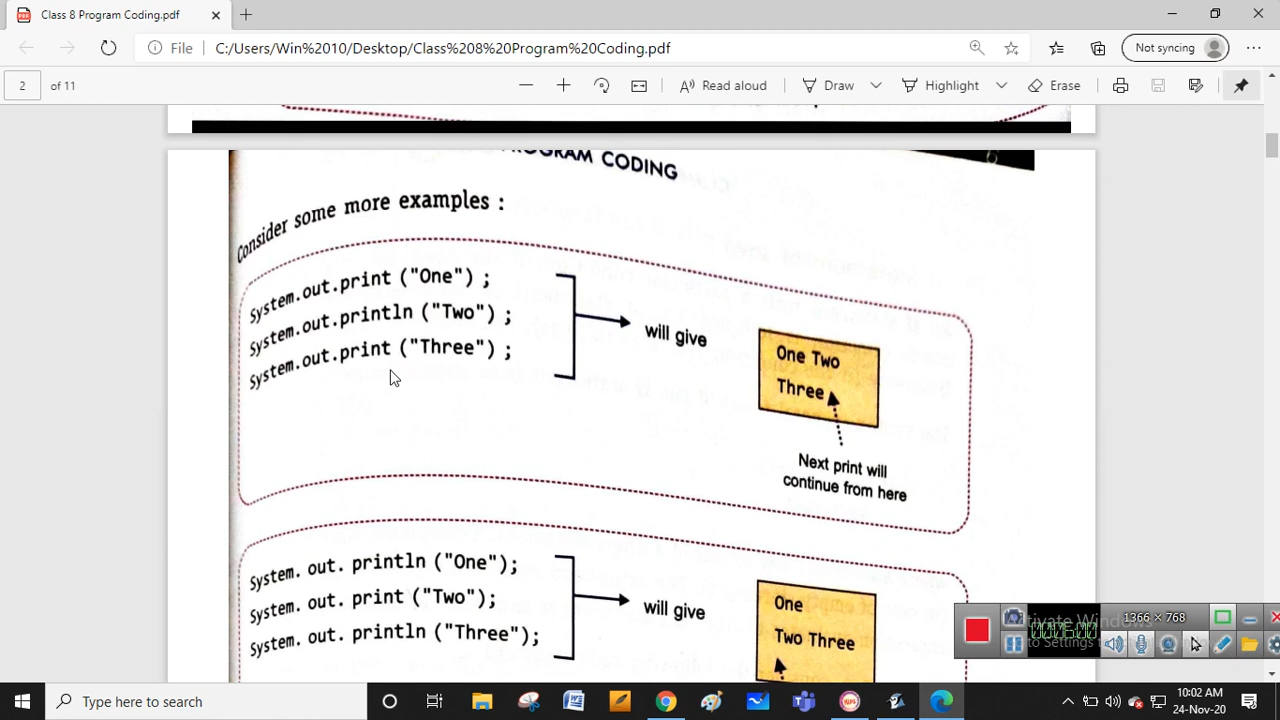 Class 8 Program Coding.pdf
File
C:/Users/Win%2010/Desktop/Class%208%20Program%20Coding.pdf
Not syncing
2 of 11
Read aloud
Draw
Highlight
Erase
PROGRAM CODING
Consider some more examples :
System.out.print ("One") ;
System.out.println ("Two") ;
System.out.print ("Three") ;
will give
One Two
Three
Next print will
continue from here
System. out. println ("One");
System. out. print ("Two");
System. out. println ("Three");
will give
One
Two Three
1366 × 768
Type here to search
10:02 AM
24-Nov-20